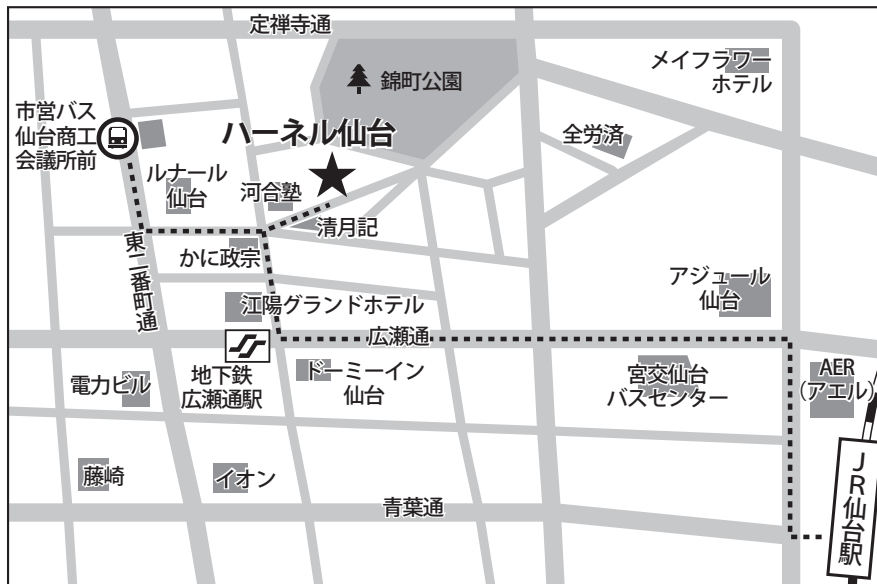 定禅寺通
メイフラワー
ホテル
錦町公園
市営バス
仙台商工
会議所前
ハーネル仙台
全労済
ルナール
仙台
河合塾
清月記
かに政宗
東二番町通
アジュール
仙台
江陽グランドホテル
広瀬通
地下鉄
広瀬通駅
ドーミーイン
仙台
宮交仙台
バスセンター
AER
(アエル)
電力ビル
藤崎
イオン
青葉通
JR仙台駅